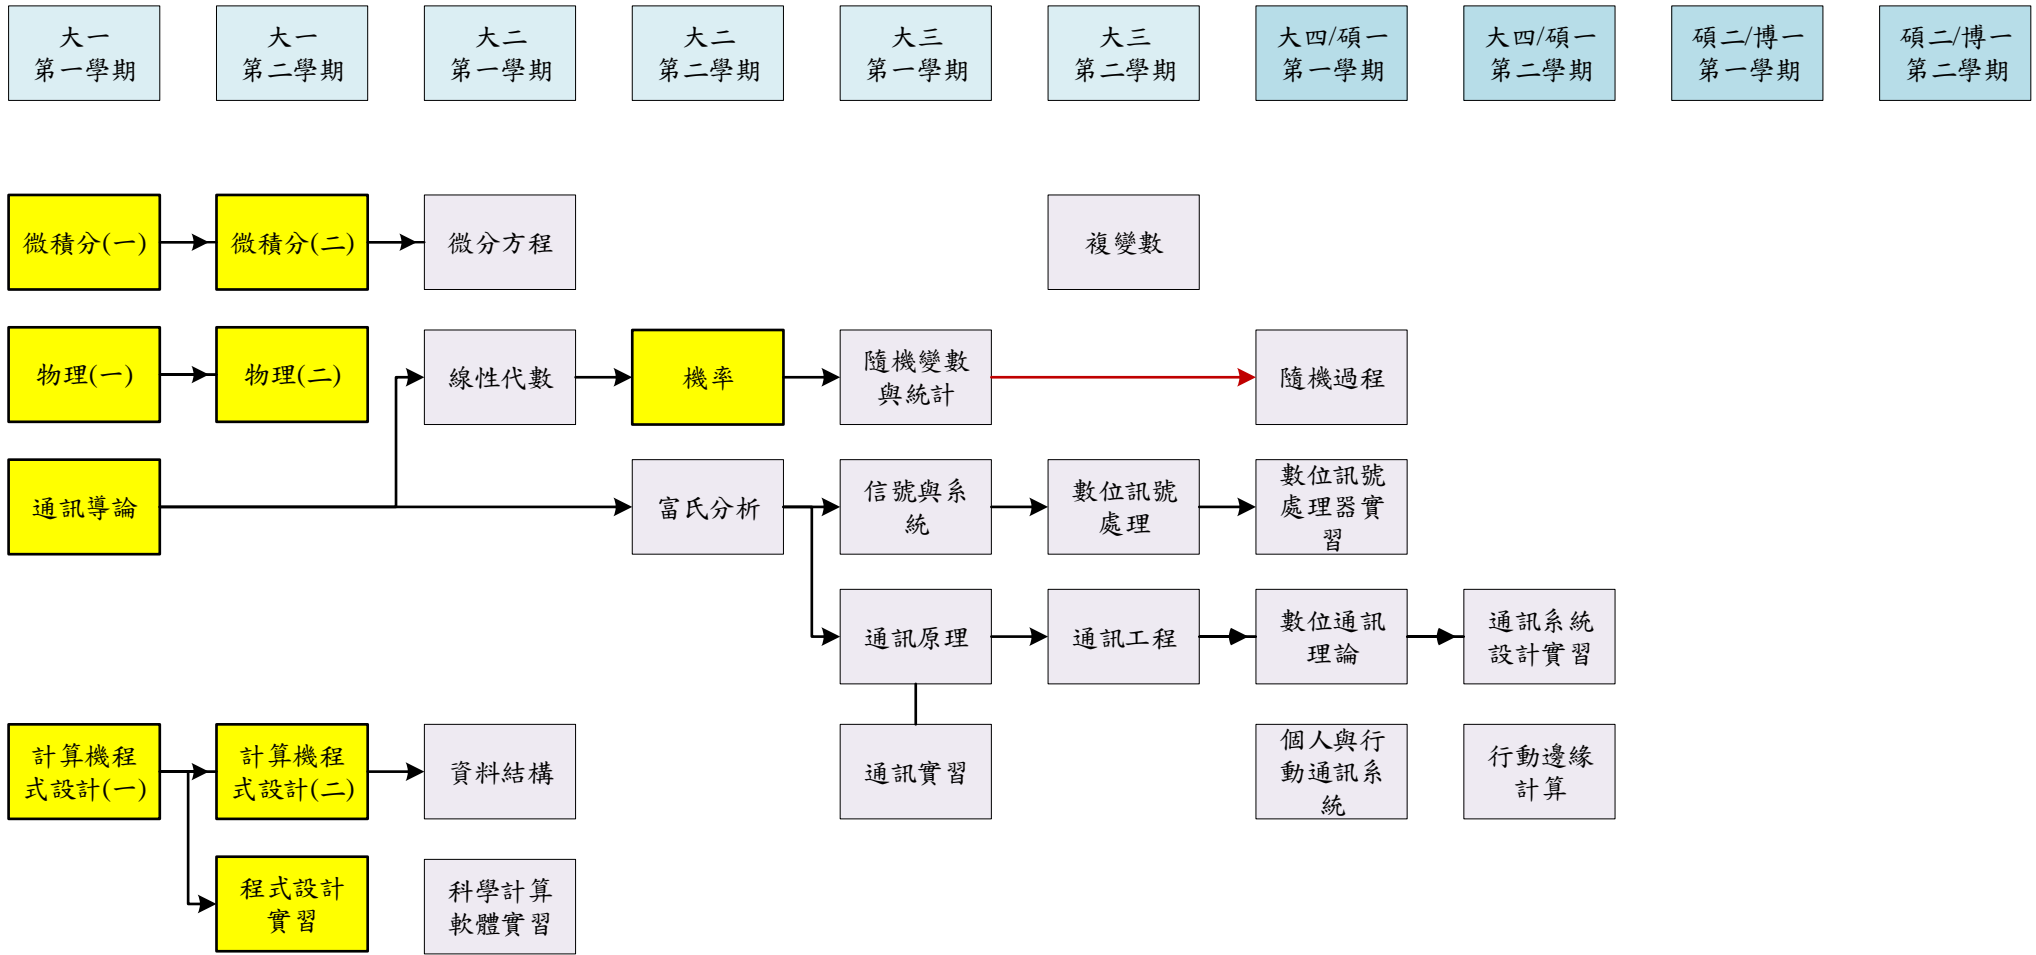 大一
第一學期
大一
第二學期
大二
第一學期
大二
第二學期
大三
第一學期
大三
第二學期
大四/碩一
第一學期
大四/碩一
第二學期
碩二/博一
第一學期
碩二/博一
第二學期
微積分(一)
微積分(二)
微分方程
複變數
物理(一)
物理(二)
線性代數
機率
隨機變數
與統計
隨機過程
通訊導論
富氏分析
信號與系
統
數位訊號
處理
數位訊號
處理器實
習
通訊原理
通訊工程
數位通訊
理論
通訊系統
設計實習
計算機程
式設計(一)
計算機程
式設計(二)
資料結構
通訊實習
個人與行
動通訊系
統
行動邊緣
計算
程式設計
實習
科學計算
軟體實習